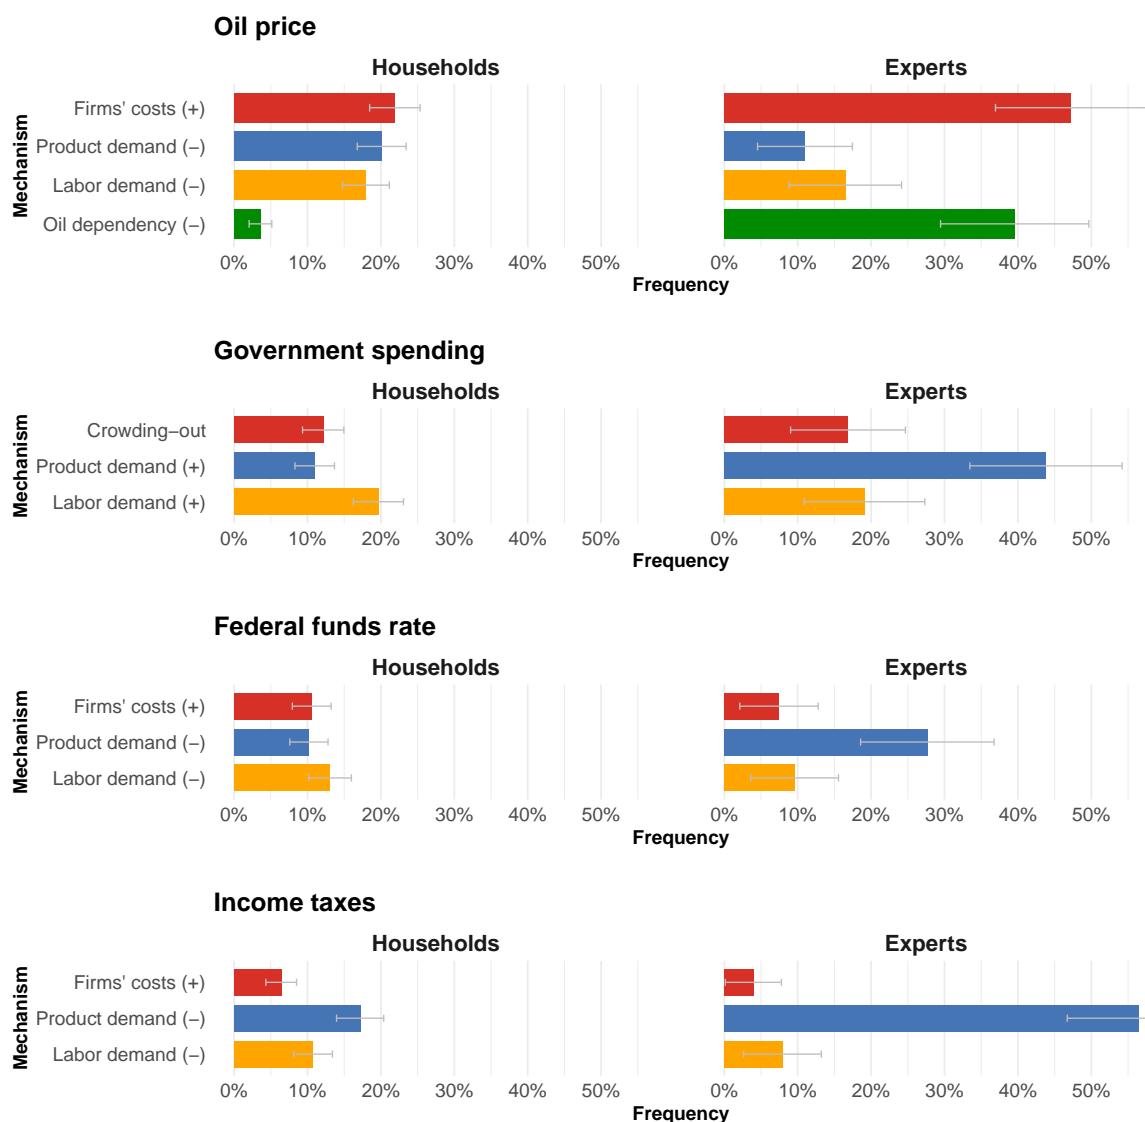 Oil price
Households Experts
Mechanism
Firms' costs (+)
Product demand (−)
Labor demand (−)
Oil dependency (−)
0% 10% 20% 30% 40% 50% 0% 10% 20% 30% 40% 50%
Frequency
Government spending
Households Experts
Mechanism
Crowding−out
Product demand (+)
Labor demand (+)
0% 10% 20% 30% 40% 50% 0% 10% 20% 30% 40% 50%
Frequency
Federal funds rate
Households Experts
Mechanism
Firms' costs (+)
Product demand (−)
Labor demand (−)
0% 10% 20% 30% 40% 50% 0% 10% 20% 30% 40% 50%
Frequency
Income taxes
Households Experts
Mechanism
Firms' costs (+)
Product demand (−)
Labor demand (−)
0% 10% 20% 30% 40% 50% 0% 10% 20% 30% 40% 50%
Frequency